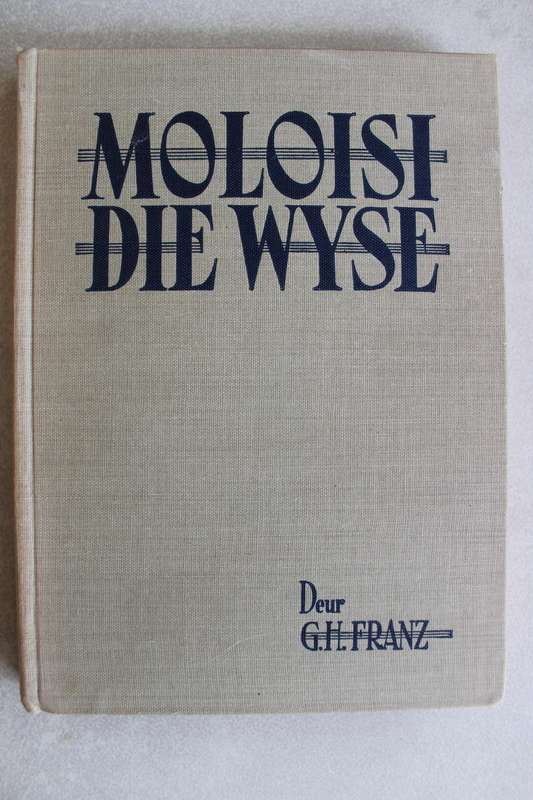 MOLOISI
DIE WYSE
Deur
G.H. FRANZ